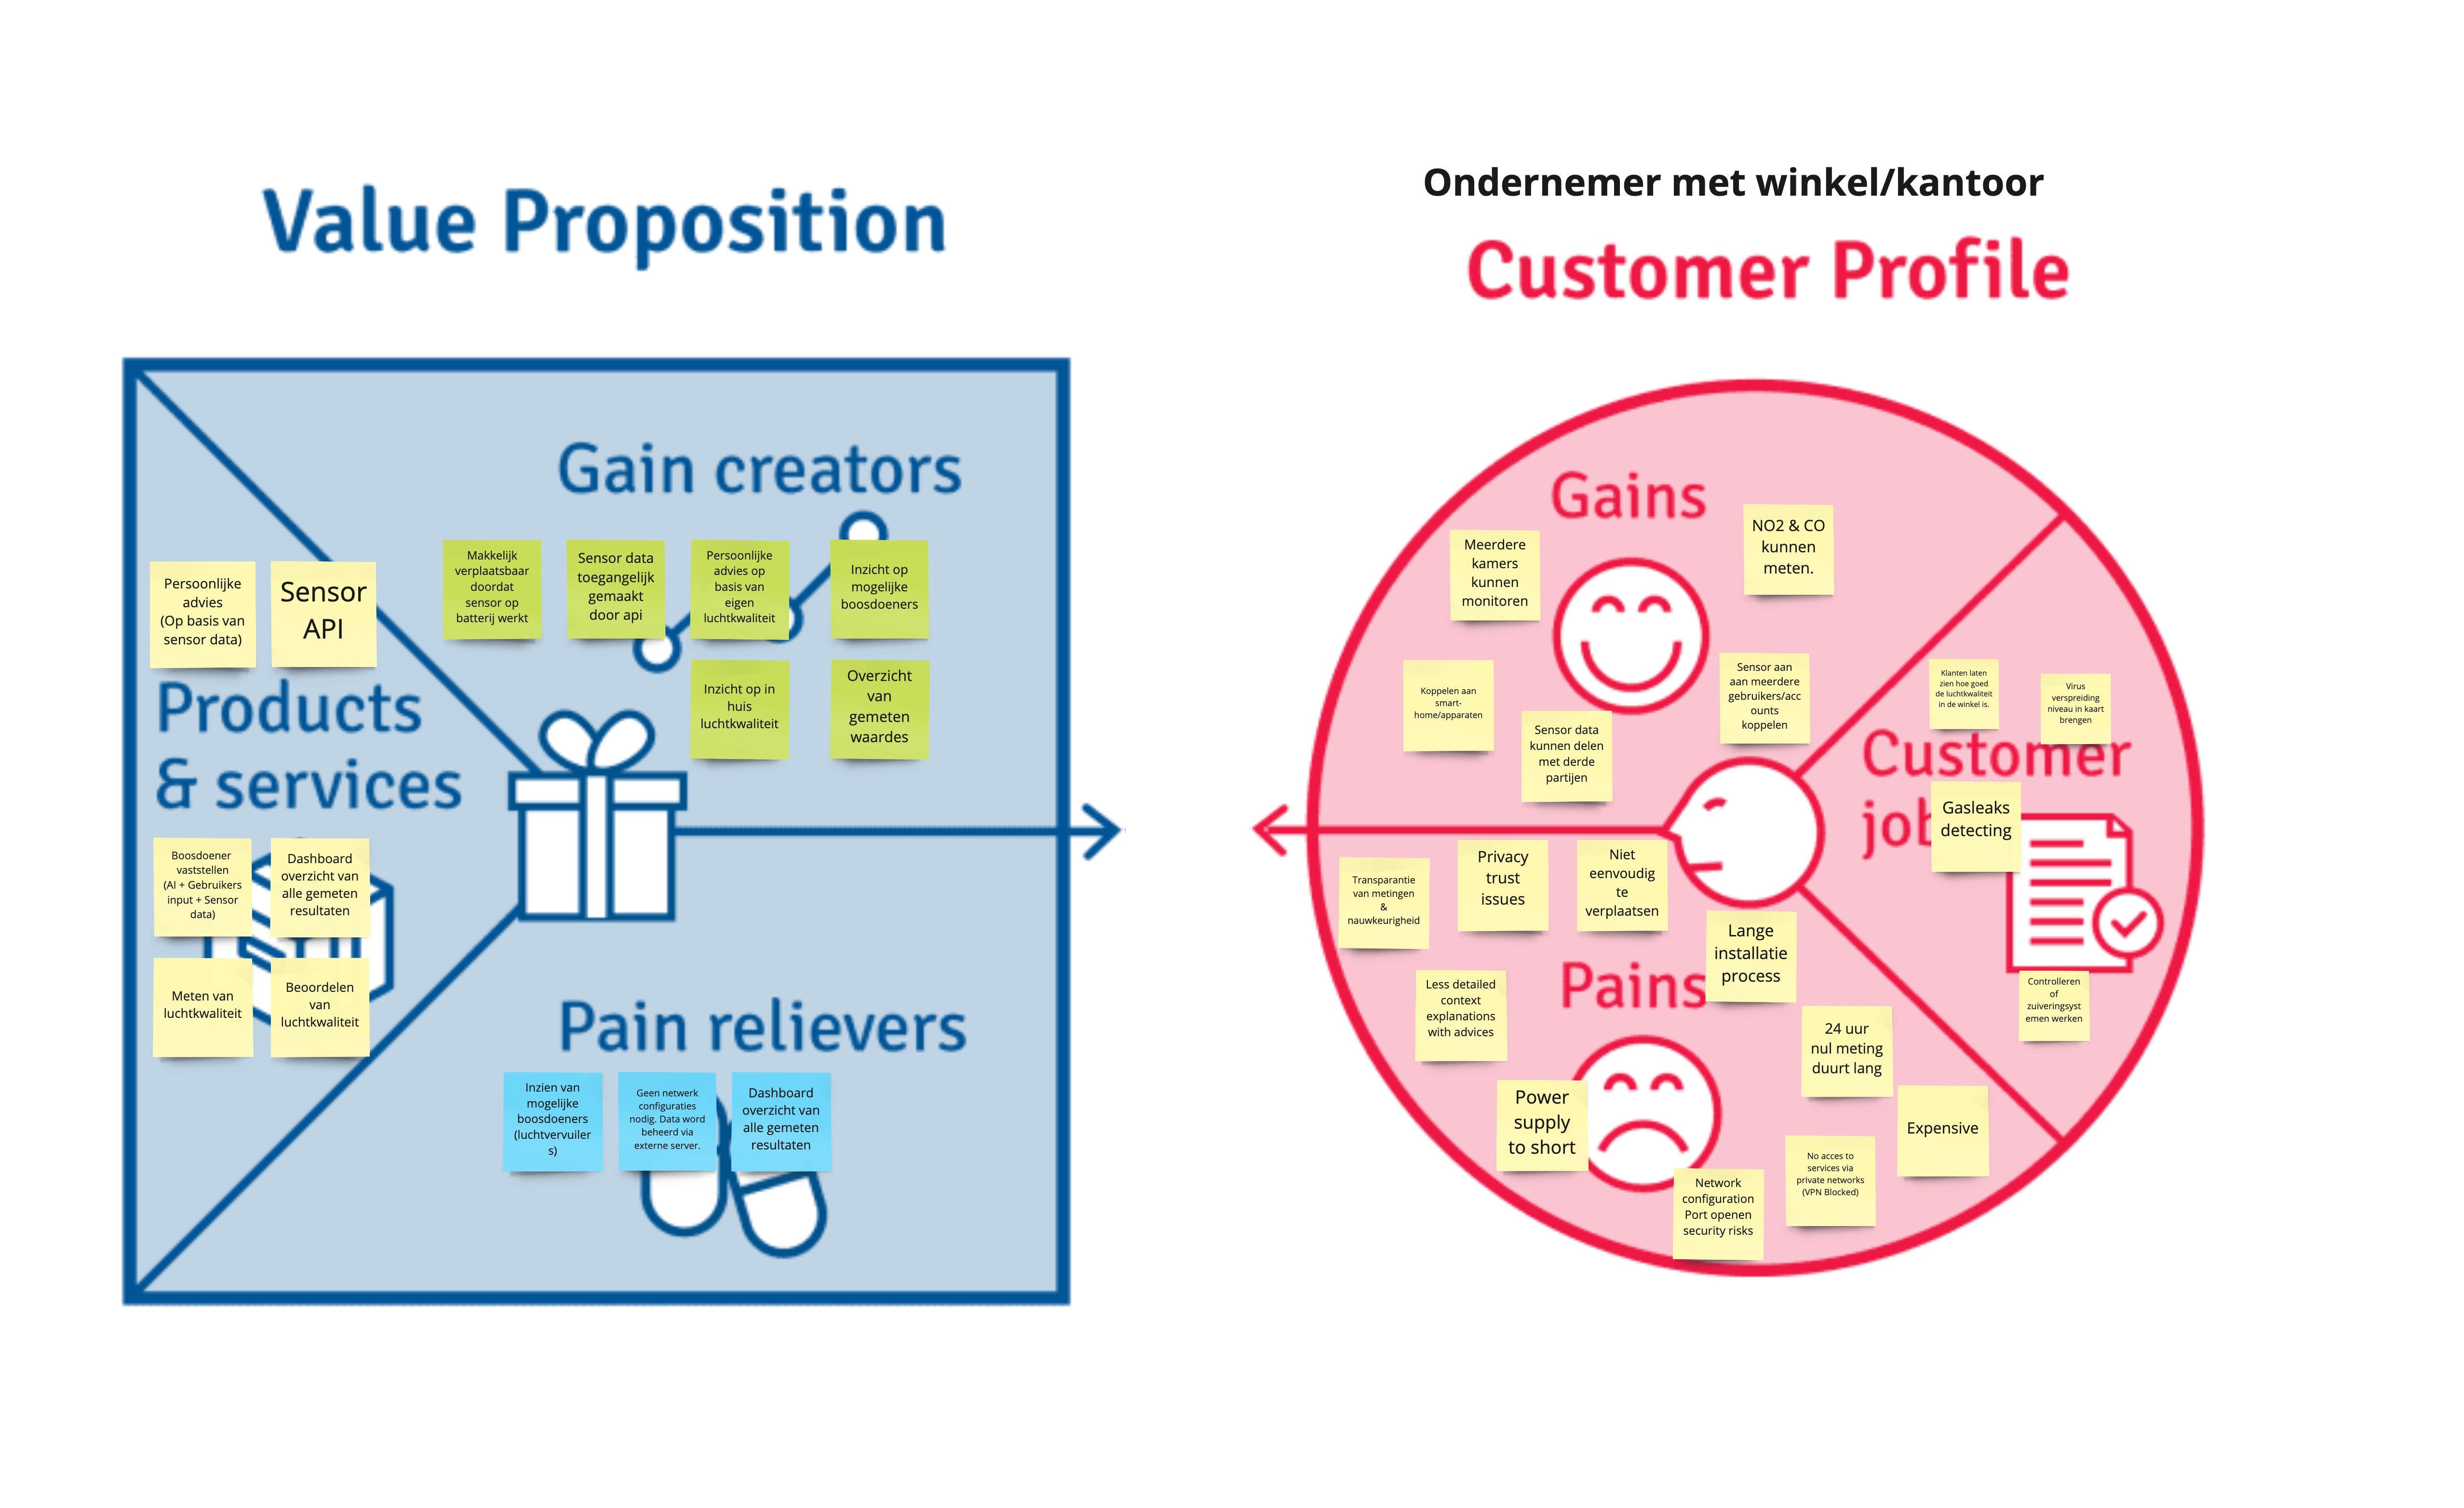 Ondernemer met winkel/kantoor
Value Proposition
Customer Profile
Gain creators
Makkelijk
verplaatsbaar
doordat
sensor op
batterij werkt
Sensor data
toegangelijk
gemaakt
door api
Persoonlijke
advies op
basis van
eigen
luchtkwaliteit
Inzicht op
mogelijke
boosdoeners
Inzicht op in
huis
luchtkwaliteit
Overzicht
van
gemeten
waardes
Persoonlijke
advies
(Op basis van
sensor data)
Sensor
API
Products
& services
Boosdoener
vaststellen
(AI + Gebruikers
input + Sensor
data)
Dashboard
overzicht van
alle gemeten
resultaten
Meten van
luchtkwaliteit
Beoordelen
van
luchtkwaliteit
Pain relievers
Inzien van
mogelijke
boosdoeners
(luchtvervuiler
s)
Geen netwerk
configuraties
nodig. Data word
beheerd via
externe server.
Dashboard
overzicht van
alle gemeten
resultaten
Gains
NO2 & CO
kunnen
meten.
Meerdere
kamers
kunnen
monitoren
Koppelen aan
smart-
home/apparaten
Sensor data
kunnen delen
met derde
partijen
Sensor aan
aan meerdere
gebruikers/acc
ounts
koppelen
Klanten laten
zien hoe goed
de luchtkwaliteit
in de winkel is.
Virus
verspreiding
niveau in kaart
brengen
Customer
job
Gasleaks
detecting
Controlleren
of
zuiveringsyst
emen werken
Transparantie
van metingen
&
nauwkeurigheid
Privacy
trust
issues
Niet
eenvoudig
te
verplaatsen
Lange
installatie
process
Pains
Less detailed
context
explanations
with advices
24 uur
nul meting
duurt lang
Power
supply
to short
Expensive
No acces to
services via
private networks
(VPN Blocked)
Network
configuration
Port openen
security risks